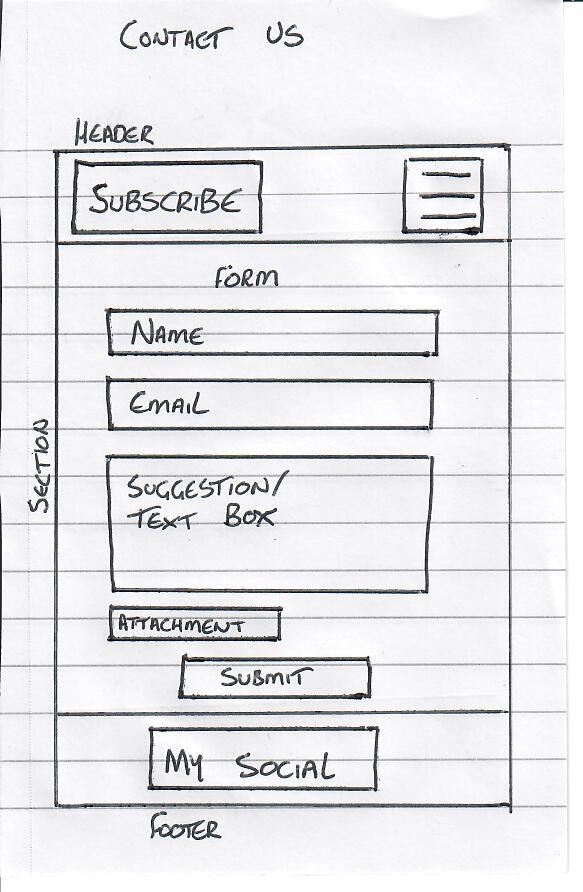 CONTACT US
HEADER
SUBSCRIBE
FORM
NAME
EMAIL
SECTION
SUGGESTION/
TEXT BOX
ATTACHMENT
SUBMIT
MY SOCIAL
FOOTER